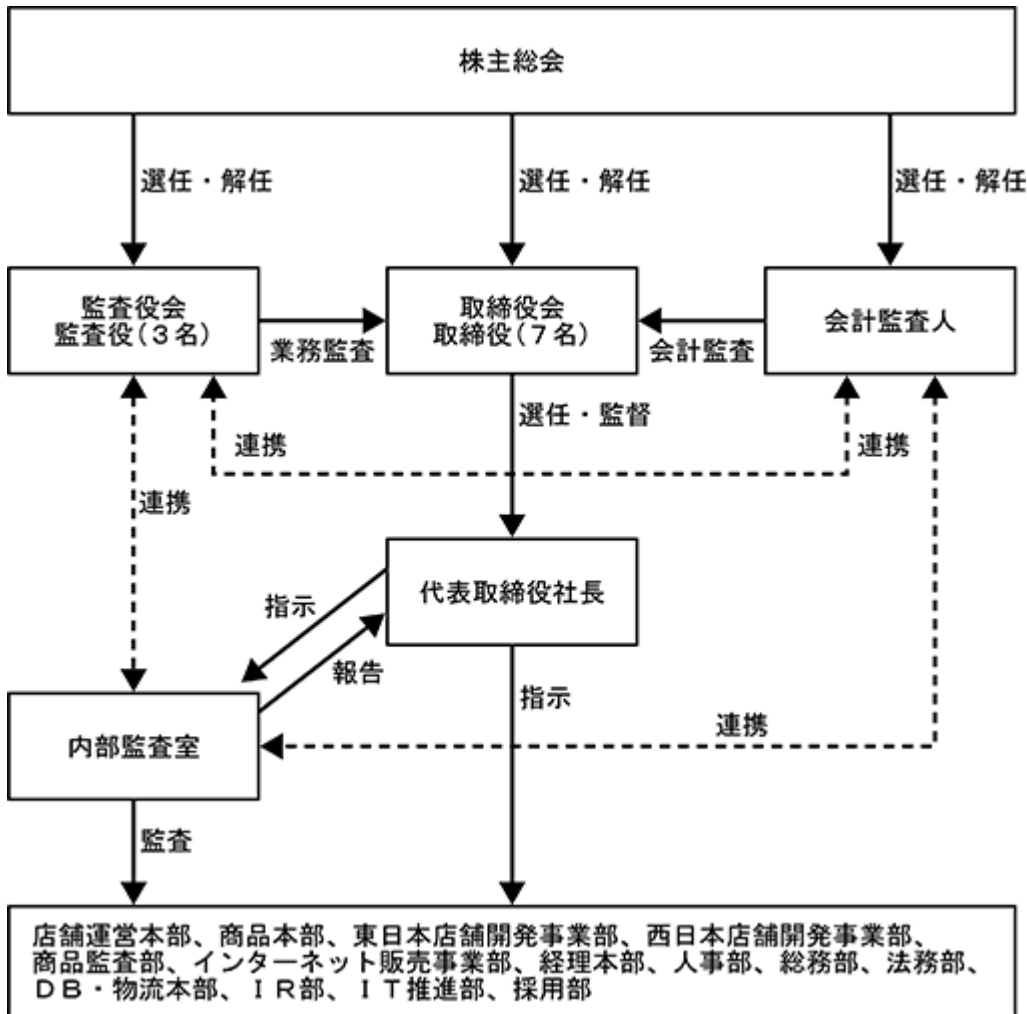 株主総会
選任・解任
選任・解任
選任・解任
監査役会
監査役(3名)
業務監査
取締役会
取締役(7名)
会計監査
会計監査人
選任・監督
連携
連携
連携
代表取締役社長
指示
報告
指示
内部監査室
連携
監査
店舗運営本部、商品本部、東日本店舗開発事業部、西日本店舗開発事業部、
商品監査部、インターネット販売事業部、経理本部、人事部、総務部、法務部、
DB・物流本部、IR部、IT推進部、採用部